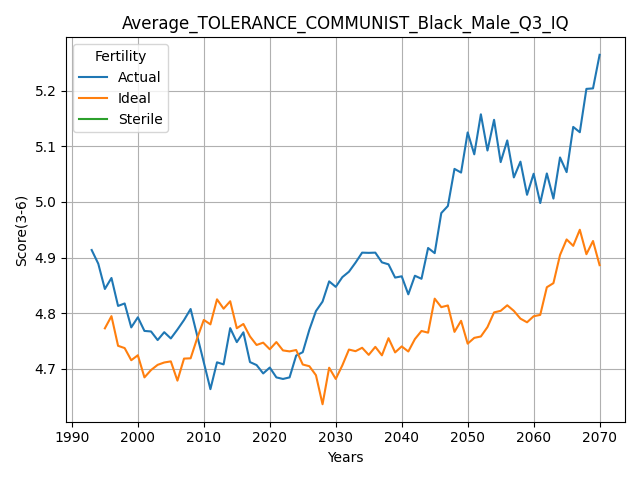 Average_TOLERANCE_COMMUNIST_Black_Male_Q3_IQ
Fertility
Actual
Ideal
Sterile
Score(3-6)
5.2
5.1
5.0
4.9
4.8
4.7
1990 2000 2010 2020 2030 2040 2050 2060 2070
Years